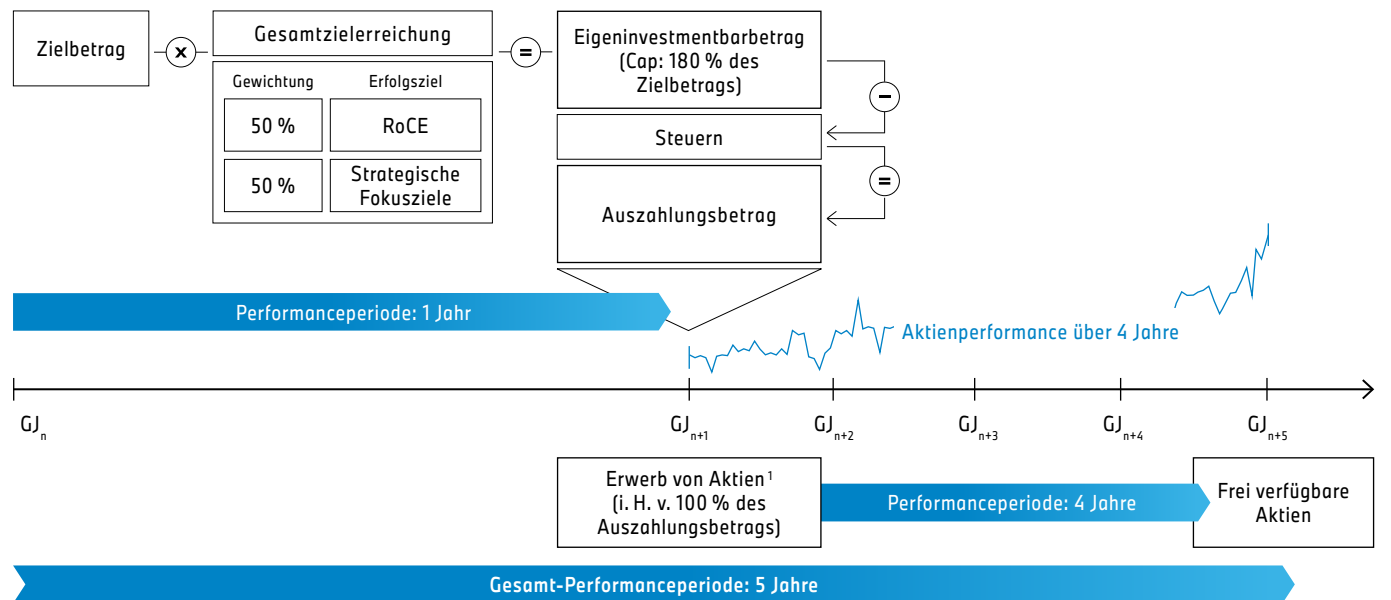 Zielbetrag
×
Gesamtzielerreichung
=
Eigeninvestmentbarbetrag
(Cap: 180 % des
Zielbetrags)
Gewichtung
Erfolgsziel
50 %
RoCE
50 %
Strategische
Fokusziele
–
Steuern
=
Auszahlungsbetrag
Performanceperiode: 1 Jahr
Aktienperformance über 4 Jahre
GJn
GJn+1
GJn+2
GJn+3
GJn+4
GJn+5
Erwerb von Aktien¹
(i. H. v. 100 % des
Auszahlungsbetrags)
Performanceperiode: 4 Jahre
Frei verfügbare
Aktien
Gesamt-Performanceperiode: 5 Jahre